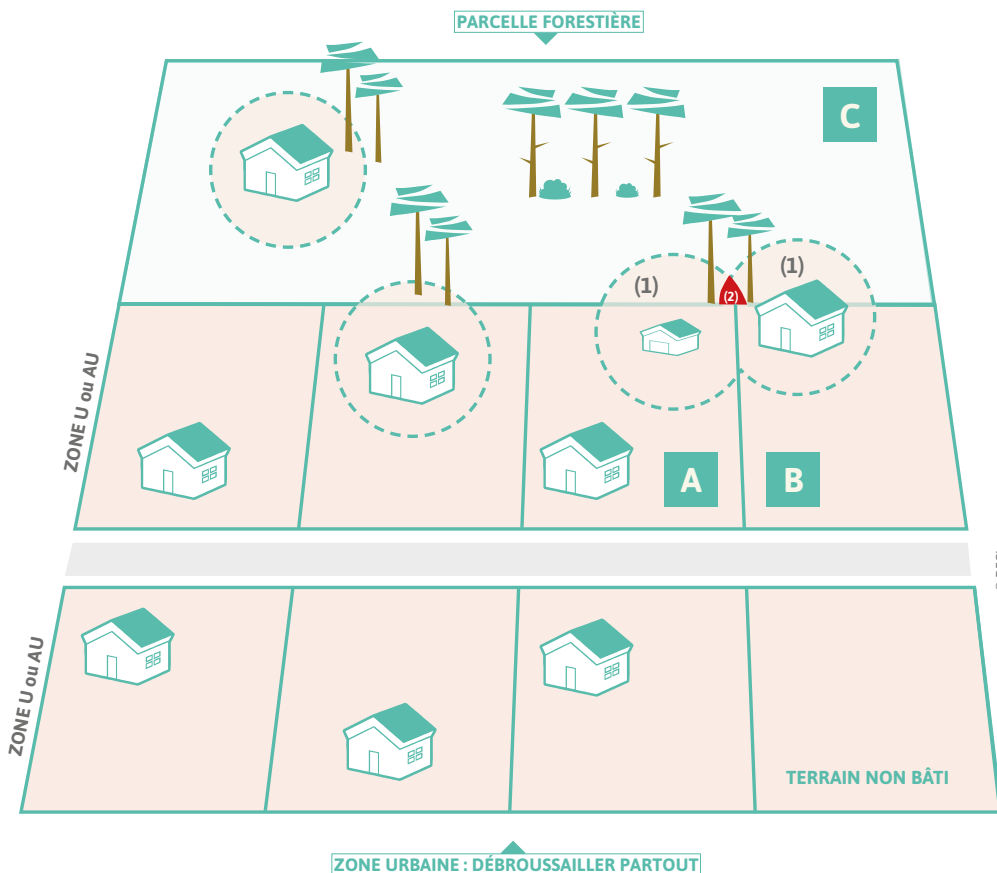 PARCELLE FORESTIÈRE
C
(1)
(1)
(2)
ZONE U ou AU
A
B
ZONE U ou AU
TERRAIN NON BÂTI
ZONE URBAINE : DÉBROUSSAILLER PARTOUT